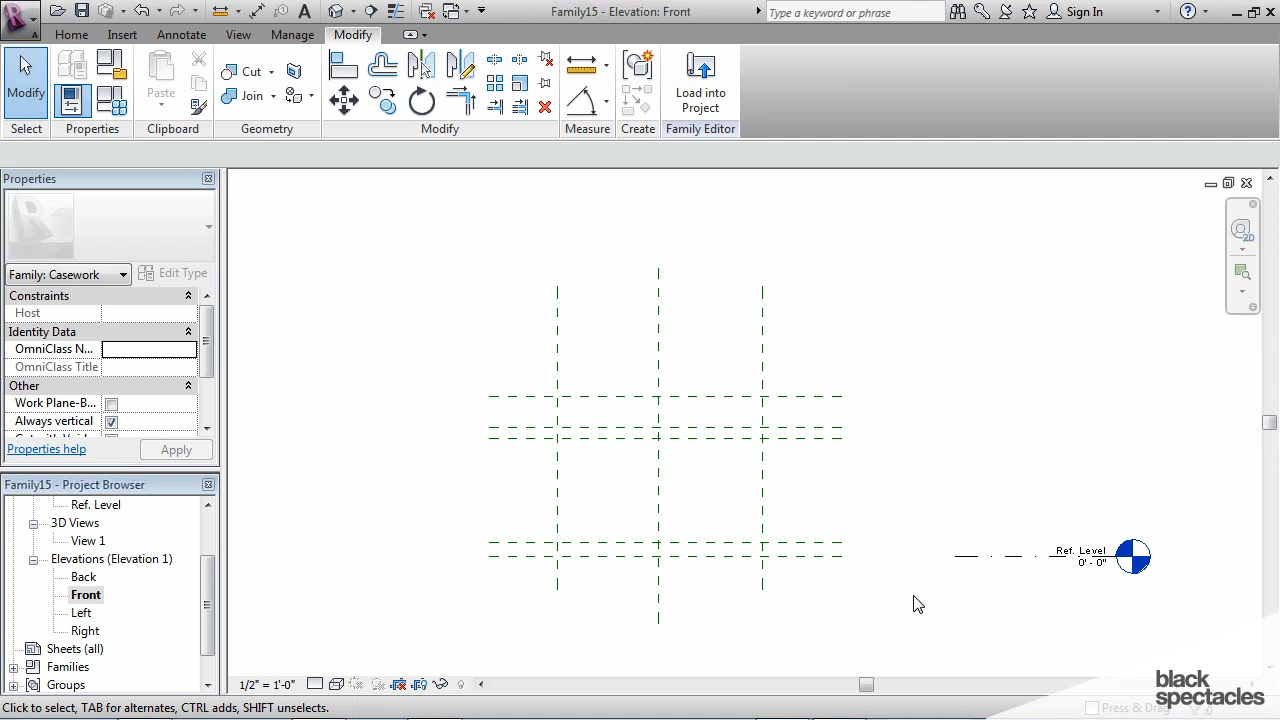 Family15 - Elevation: Front
Type a keyword or phrase
Sign In
Home Insert Annotate View Manage Modify
Modify
Paste
Cut
Join
Load into
Project
Select Properties Clipboard Geometry Modify Measure Create Family Editor
Properties
Family: Casework
Edit Type
Constraints
Host
Identity Data
OmniClass N...
OmniClass Title
Other
Work Plane-B...
Always vertical
Properties help
Apply
Family15 - Project Browser
Ref. Level
3D Views
View 1
Elevations (Elevation 1)
Back
Front
Left
Right
Sheets (all)
Families
Groups
2D
Ref. Level
0' - 0"
1/2" = 1'-0"
black
spectacles
Click to select, TAB for alternates, CTRL adds, SHIFT unselects.
Press & Drag
:0